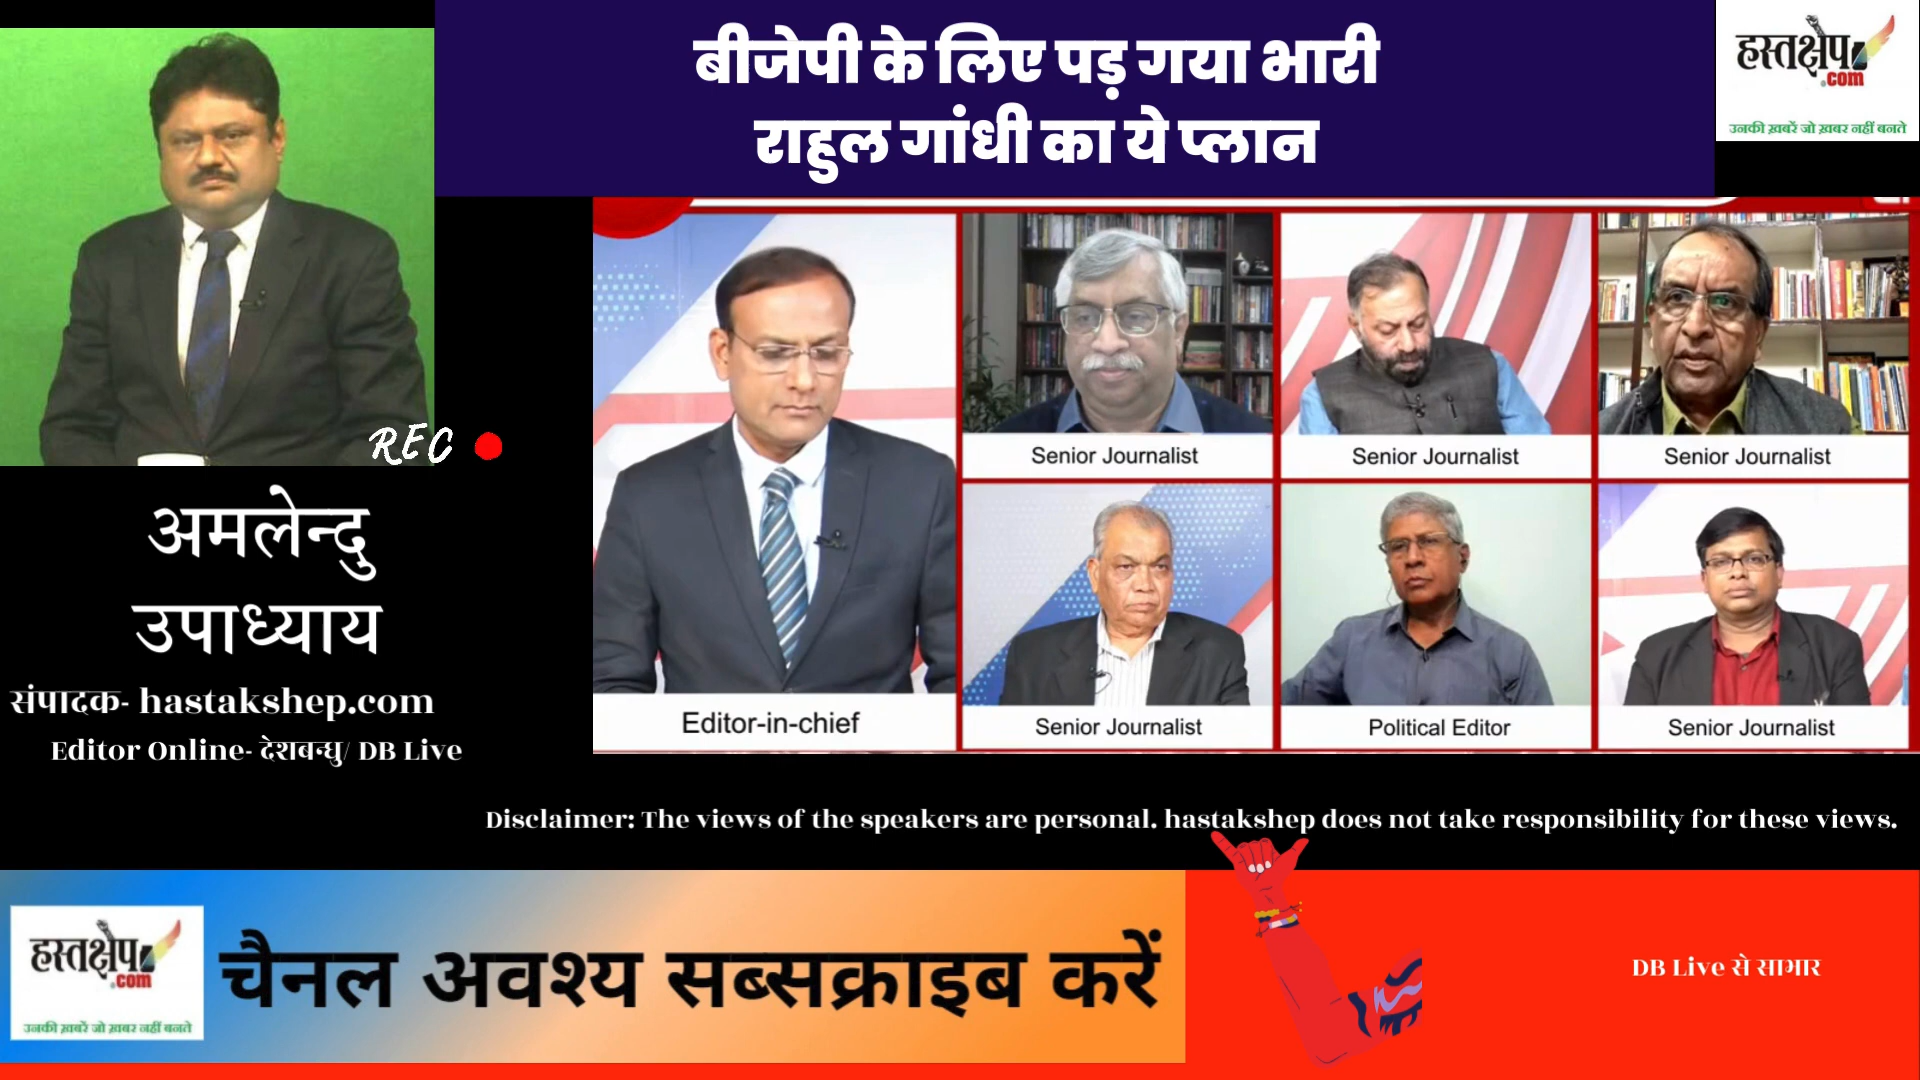 बीजेपी के लिए पड़ गया भारी
राहुल गांधी का ये प्लान
हस्तक्षेप
.com
उनकी ख़बरें जो ख़बर नहीं बनते
REC
अमलेन्दु
उपाध्याय
संपादक- hastakshep.com
Editor Online- देशबन्धु/ DB Live
Senior Journalist
Senior Journalist
Senior Journalist
Editor-in-chief
Senior Journalist
Political Editor
Senior Journalist
Disclaimer: The views of the speakers are personal. hastakshep does not take responsibility for these views.
हस्तक्षेप
.com
उनकी ख़बरें जो ख़बर नहीं बनते
चैनल अवश्य सब्सक्राइब करें
DB Live से साभार